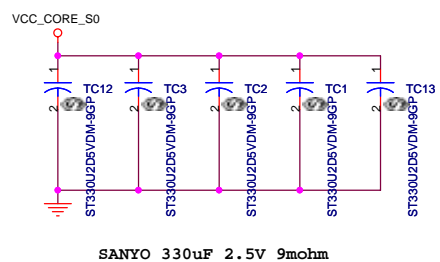 VCC_CORE_S0
1 1 1 1 1
TC12 TC3 TC2 TC1 TC13
2 2 2 2 2
ST330U2D5VDM-9GP ST330U2D5VDM-9GP ST330U2D5VDM-9GP ST330U2D5VDM-9GP ST330U2D5VDM-9GP
SANYO 330uF 2.5V 9mohm